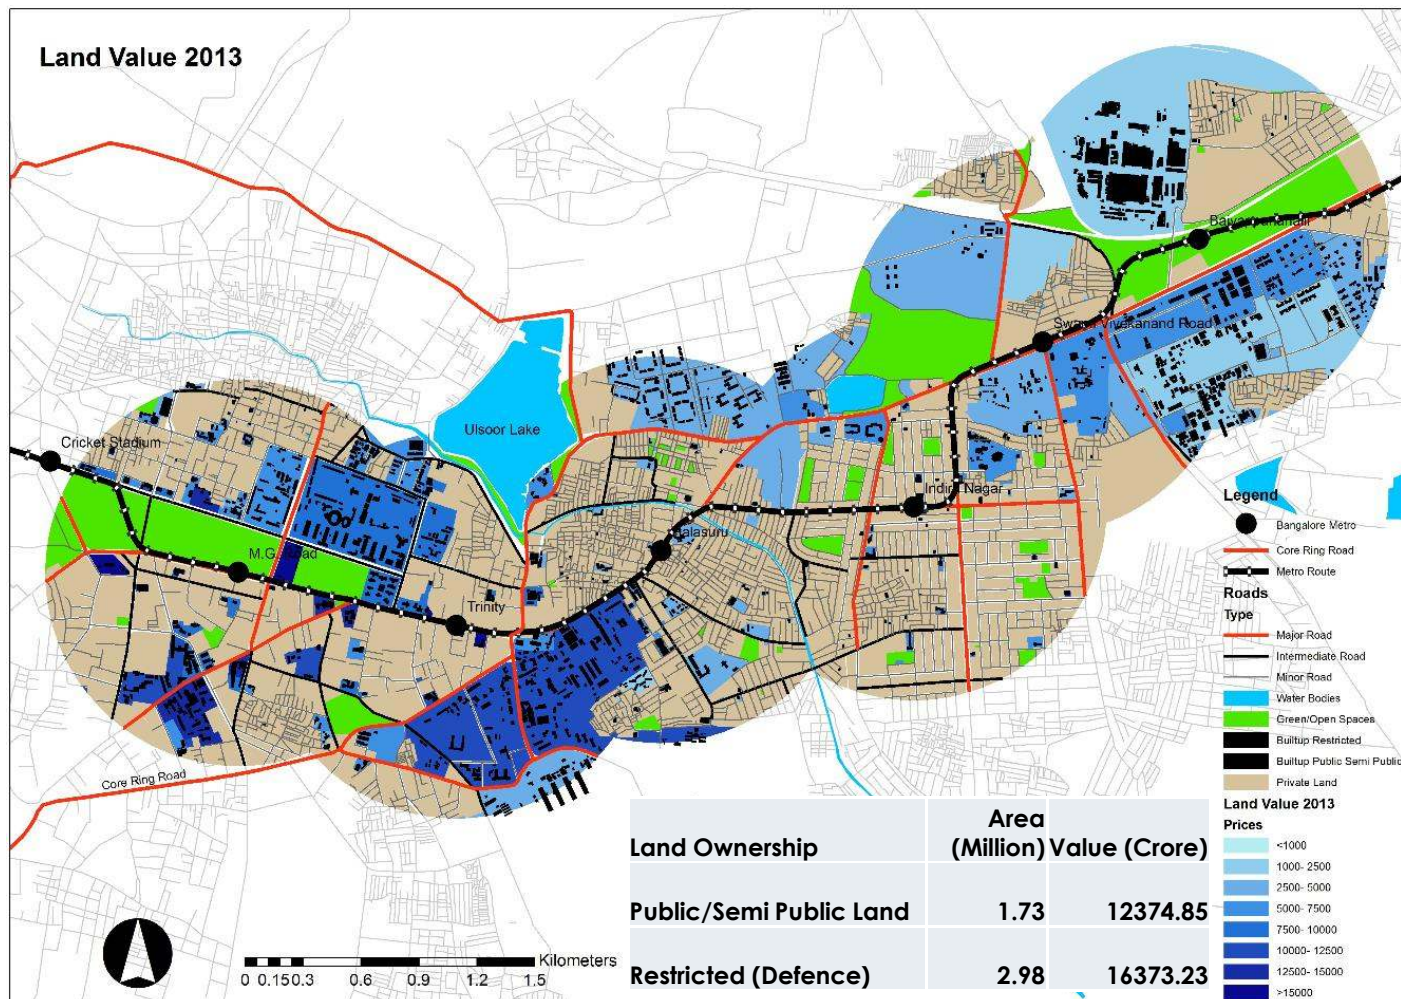 Land Value 2013
Cricket Stadium
Ulsoor Lake
M.G. Road
Trinity
Halasuru
Indira Nagar
Swami Vivekanand Road
Baiyappanahalli
Core Ring Road
Kilometers
0 0.15 0.3 0.6 0.9 1.2 1.5
Land Ownership Area (Million) Value (Crore)
Public/Semi Public Land 1.73 12374.85
Restricted (Defence) 2.98 16373.23
Legend
Bangalore Metro
Core Ring Road
Metro Route
Roads
Type
Major Road
Intermediate Road
Minor Road
Water Bodies
Green/Open Spaces
Builtup Restricted
Builtup Public Semi Public
Private Land
Land Value 2013
Prices
<1000
1000- 2500
2500- 5000
5000- 7500
7500- 10000
10000- 12500
12500- 15000
>15000